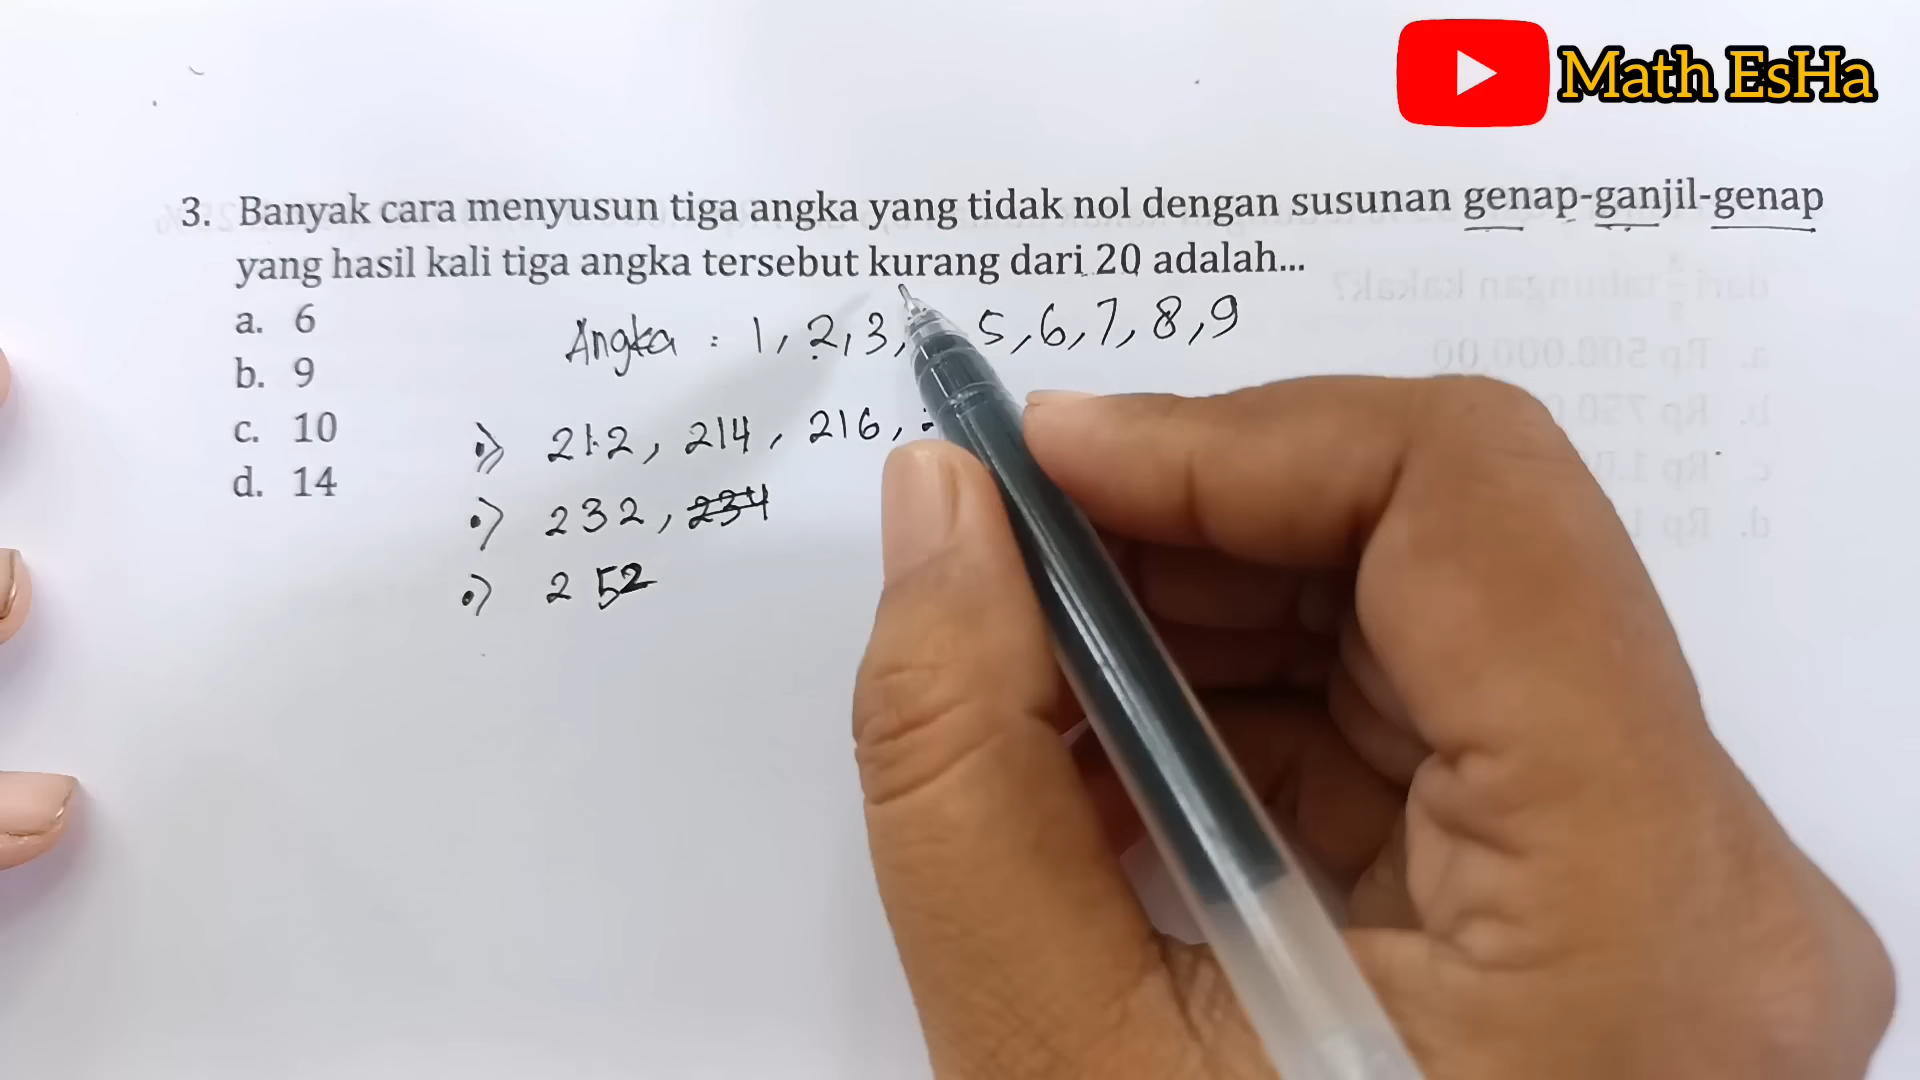 Math EsHa
3. Banyak cara menyusun tiga angka yang tidak nol dengan susunan genap-ganjil-genap
yang hasil kali tiga angka tersebut kurang dari 20 adalah...
a. 6
b. 9
c. 10
d. 14
Angka : 1, 2, 3, 5, 6, 7, 8, 9
212, 214, 216,
232, 234
252